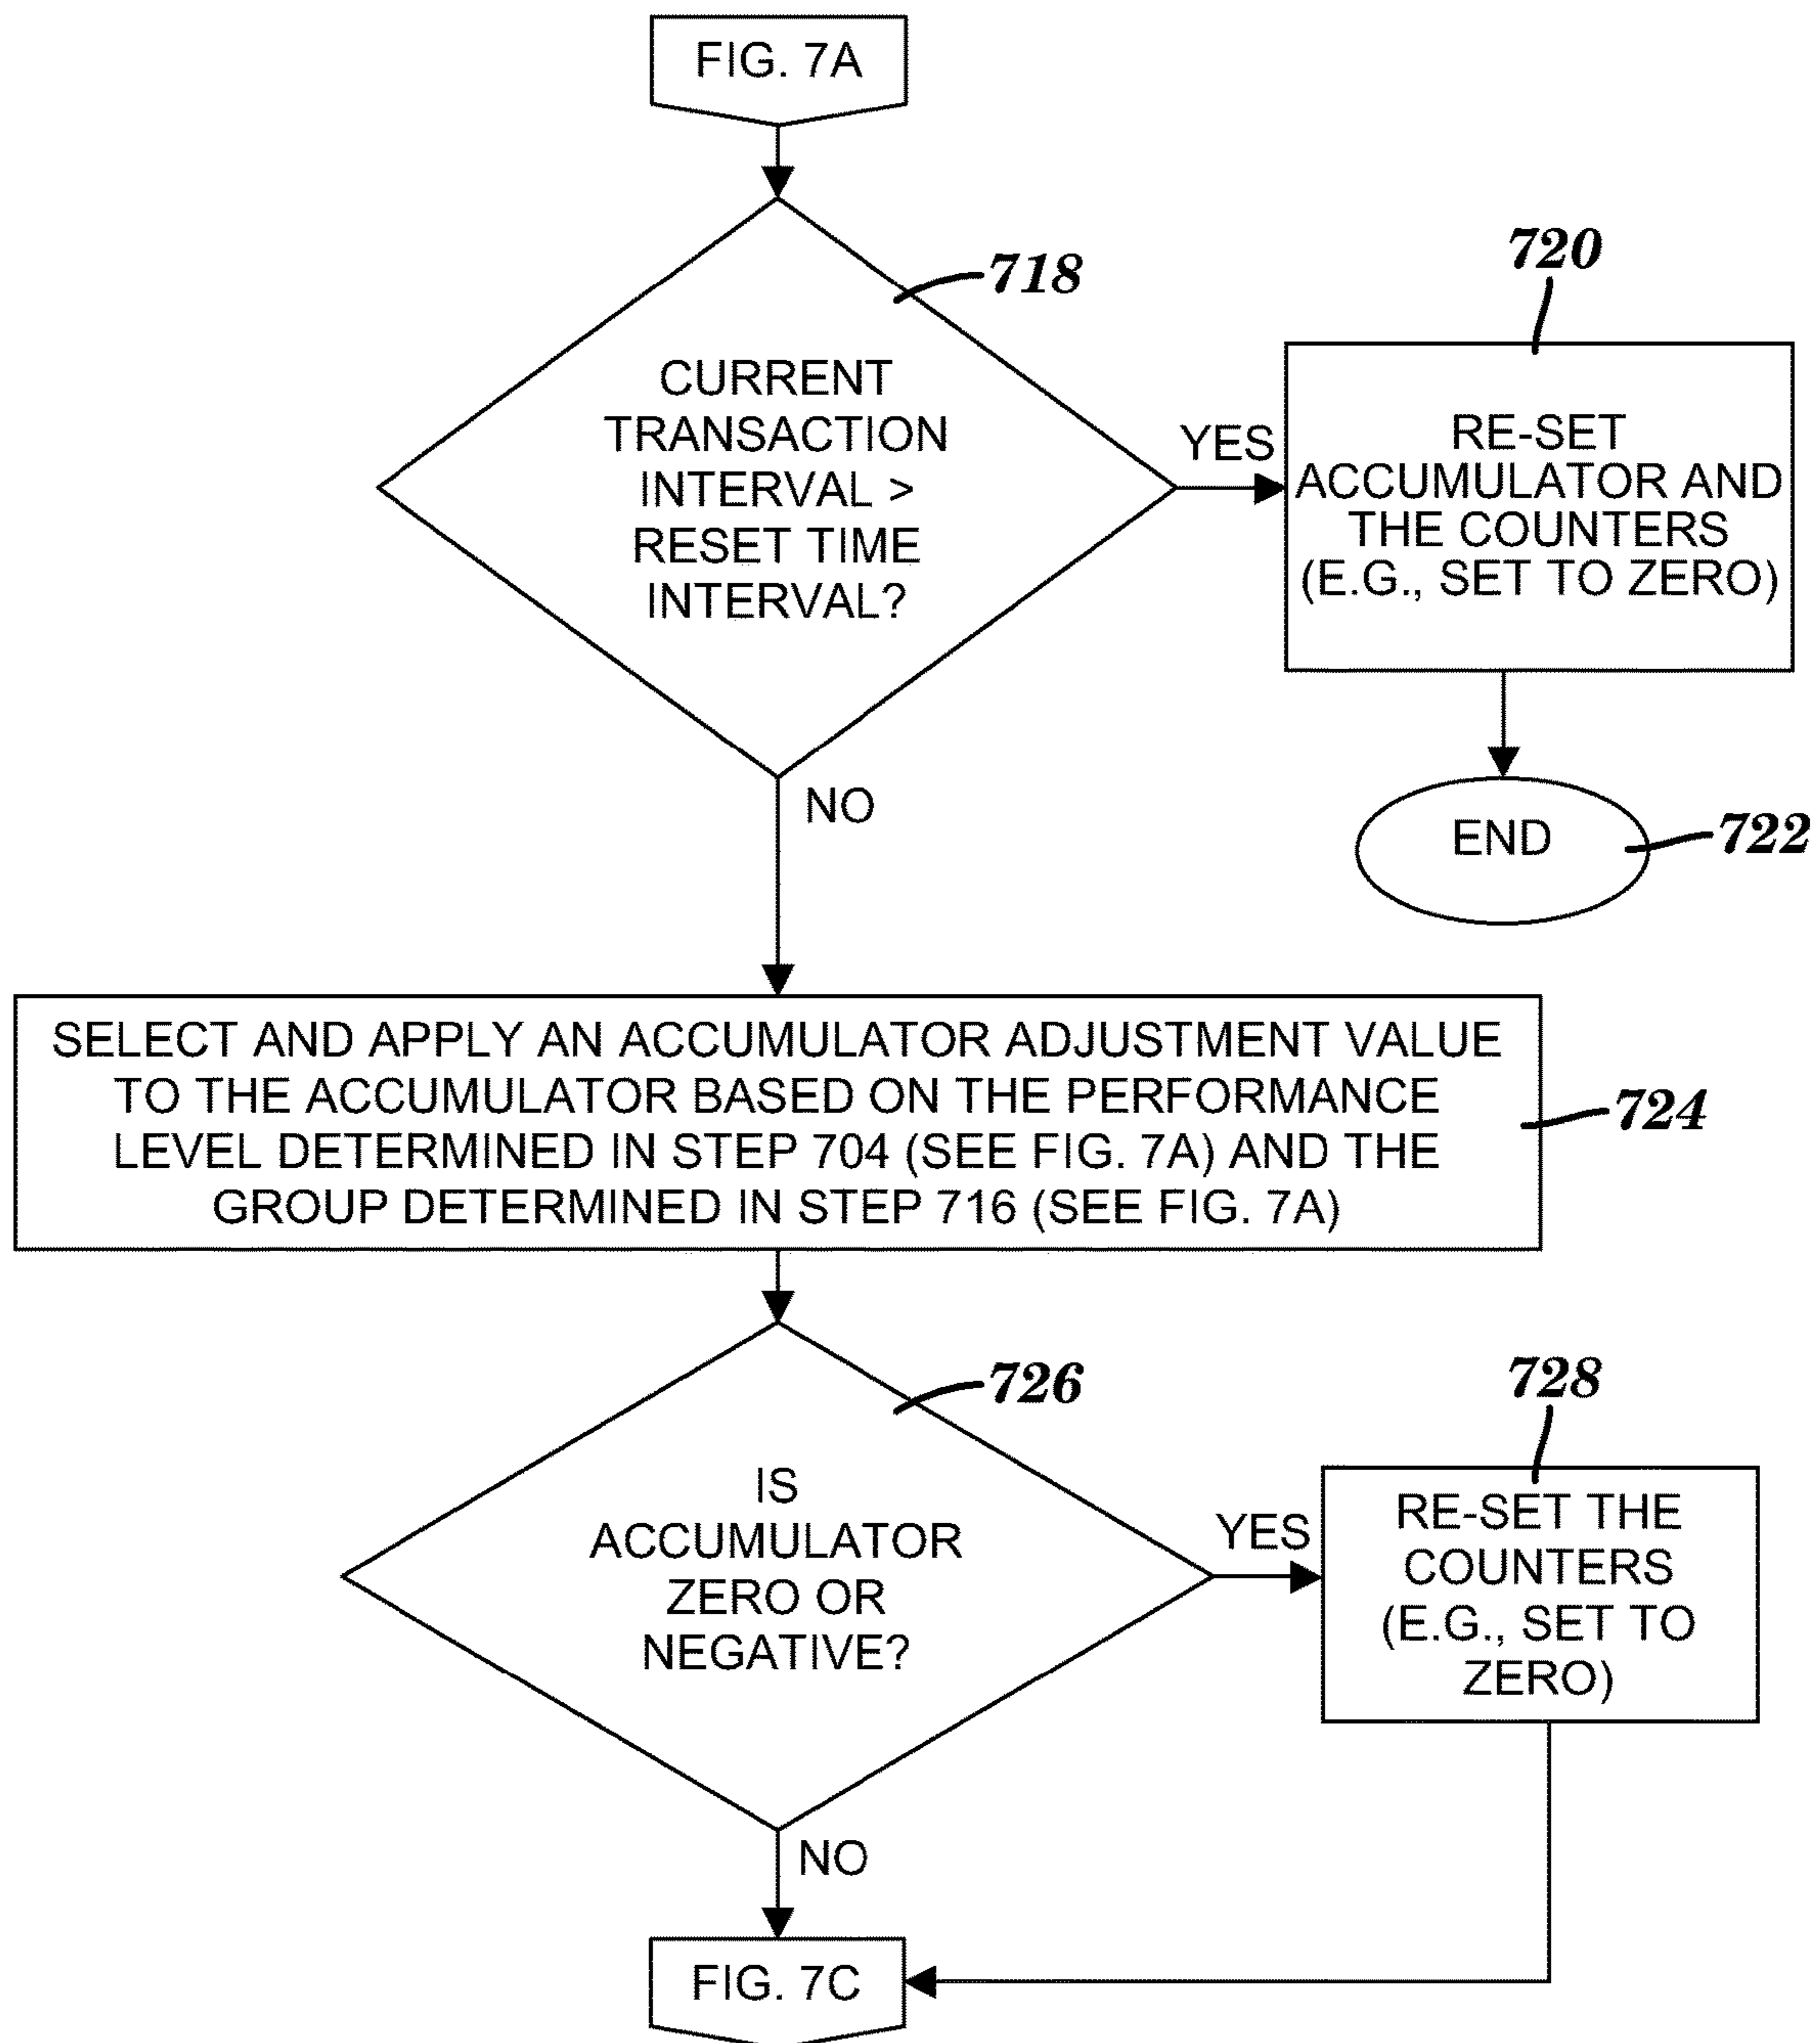 FIG. 7A
718
CURRENT
TRANSACTION
INTERVAL >
RESET TIME
INTERVAL?
YES
720
RE-SET
ACCUMULATOR AND
THE COUNTERS
(E.G., SET TO ZERO)
NO
END
722
SELECT AND APPLY AN ACCUMULATOR ADJUSTMENT VALUE
TO THE ACCUMULATOR BASED ON THE PERFORMANCE
LEVEL DETERMINED IN STEP 704 (SEE FIG. 7A) AND THE
GROUP DETERMINED IN STEP 716 (SEE FIG. 7A)
724
726
IS
ACCUMULATOR
ZERO OR
NEGATIVE?
YES
728
RE-SET THE
COUNTERS
(E.G., SET TO
ZERO)
NO
FIG. 7C